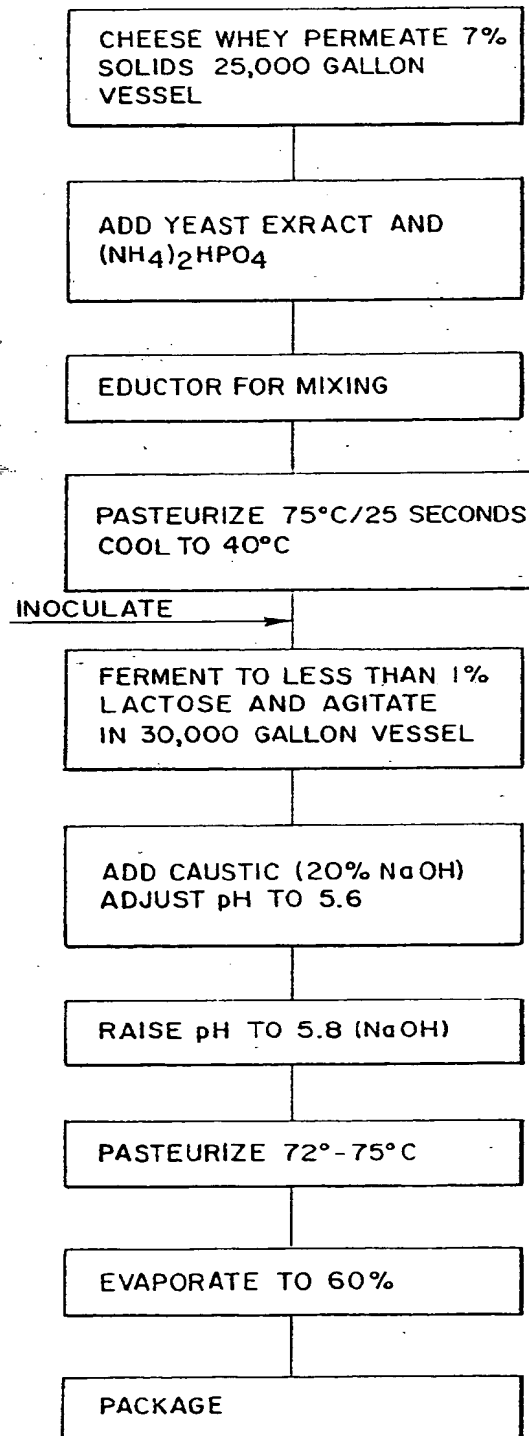 CHEESE WHEY PERMEATE 7%
SOLIDS 25,000 GALLON
VESSEL
ADD YEAST EXRACT AND
(NH4)2HPO4
EDUCTOR FOR MIXING
PASTEURIZE 75°C/25 SECONDS
COOL TO 40°C
INOCULATE
FERMENT TO LESS THAN 1%
LACTOSE AND AGITATE
IN 30,000 GALLON VESSEL
ADD CAUSTIC (20% NaOH)
ADJUST pH TO 5.6
RAISE pH TO 5.8 (NaOH)
PASTEURIZE 72°-75°C
EVAPORATE TO 60%
PACKAGE